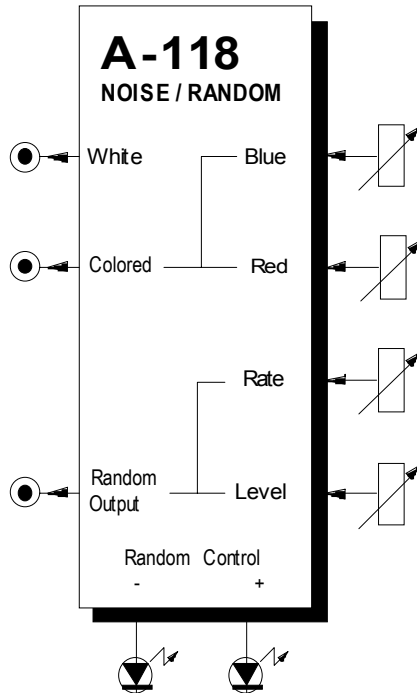 A-118
NOISE / RANDOM
White Blue
Colored Red
Rate
Random
Output
Level
Random Control
- +